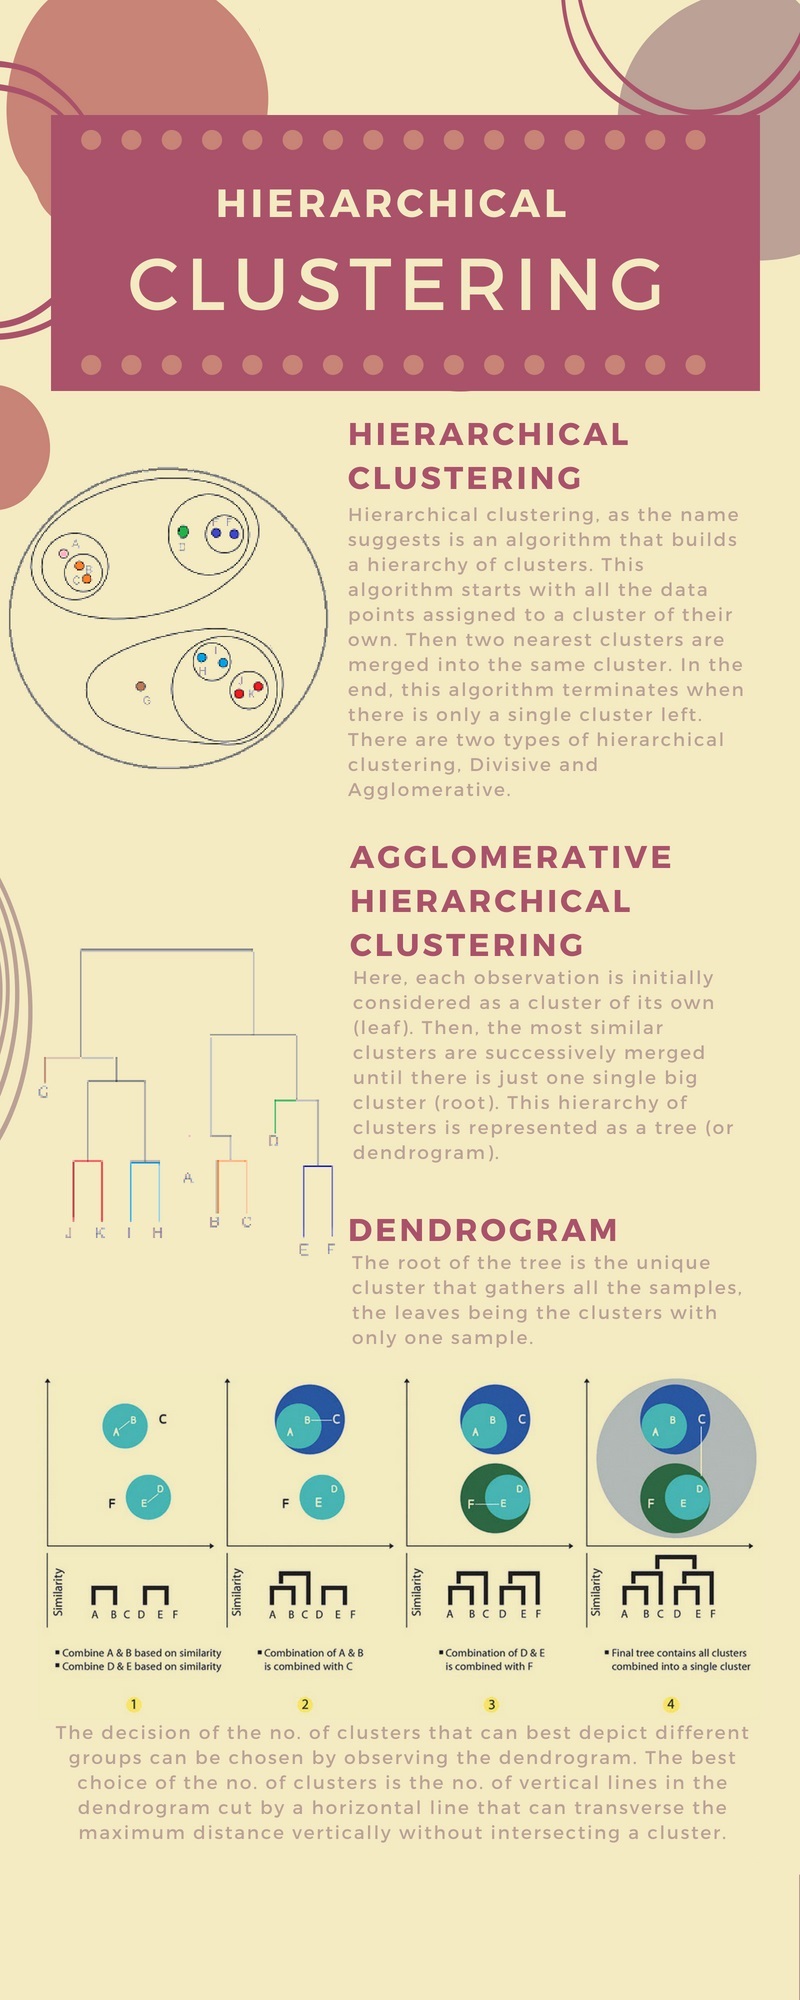 HIERARCHICAL
CLUSTERING
HIERARCHICAL
CLUSTERING
Hierarchical clustering, as the name
suggests is an algorithm that builds
a hierarchy of clusters. This
algorithm starts with all the data
points assigned to a cluster of their
own. Then two nearest clusters are
merged into the same cluster. In the
end, this algorithm terminates when
there is only a single cluster left.
There are two types of hierarchical
clustering, Divisive and
Agglomerative.
A
B
C
D
F
I
H
J
K
G
AGGLOMERATIVE
HIERARCHICAL
CLUSTERING
Here, each observation is initially
considered as a cluster of its own
(leaf). Then, the most similar
clusters are successively merged
until there is just one single big
cluster (root). This hierarchy of
clusters is represented as a tree (or
dendrogram).
G
D
A
J K I H B C
E F
DENDROGRAM
The root of the tree is the unique
cluster that gathers all the samples,
the leaves being the clusters with
only one sample.
A B C
F E D
Similarity
A B C D E F
▪ Combine A & B based on similarity
▪ Combine D & E based on similarity
1
A B C
F E D
Similarity
A B C D E F
▪ Combination of A & B
is combined with C
2
A B C
F E D
Similarity
A B C D E F
▪ Combination of D & E
is combined with F
3
A B C
F E D
Similarity
A B C D E F
▪ Final tree contains all clusters
combined into a single cluster
4
The decision of the no. of clusters that can best depict different
groups can be chosen by observing the dendrogram. The best
choice of the no. of clusters is the no. of vertical lines in the
dendrogram cut by a horizontal line that can transverse the
maximum distance vertically without intersecting a cluster.